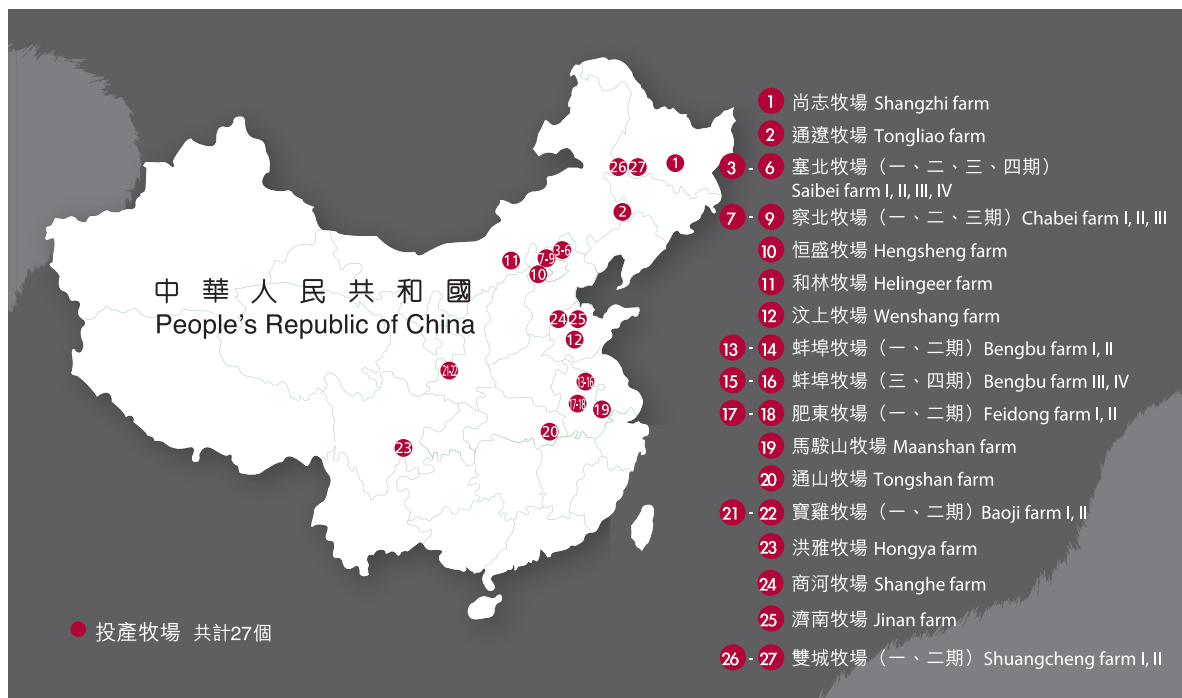 26 27 1
2
3-6
7-9
11
10
中華人民共和國
People's Republic of China
24 25
12
21-22
13-16
17-18
19
20
23
投產牧場 共計27個
1 尚志牧場 Shangzhi farm
2 通遼牧場 Tongliao farm
3 - 6 塞北牧場（一、二、三、四期）
Saibei farm I, II, III, IV
7 - 9 察北牧場（一、二、三期）Chabei farm I, II, III
10 恒盛牧場 Hengsheng farm
11 和林牧場 Helingeer farm
12 汶上牧場 Wenshang farm
13 - 14 蚌埠牧場（一、二期）Bengbu farm I, II
15 - 16 蚌埠牧場（三、四期）Bengbu farm III, IV
17 - 18 肥東牧場（一、二期）Feidong farm I, II
19 馬鞍山牧場 Maanshan farm
20 通山牧場 Tongshan farm
21 - 22 寶雞牧場（一、二期）Baoji farm I, II
23 洪雅牧場 Hongya farm
24 商河牧場 Shanghe farm
25 濟南牧場 Jinan farm
26 - 27 雙城牧場（一、二期）Shuangcheng farm I, II